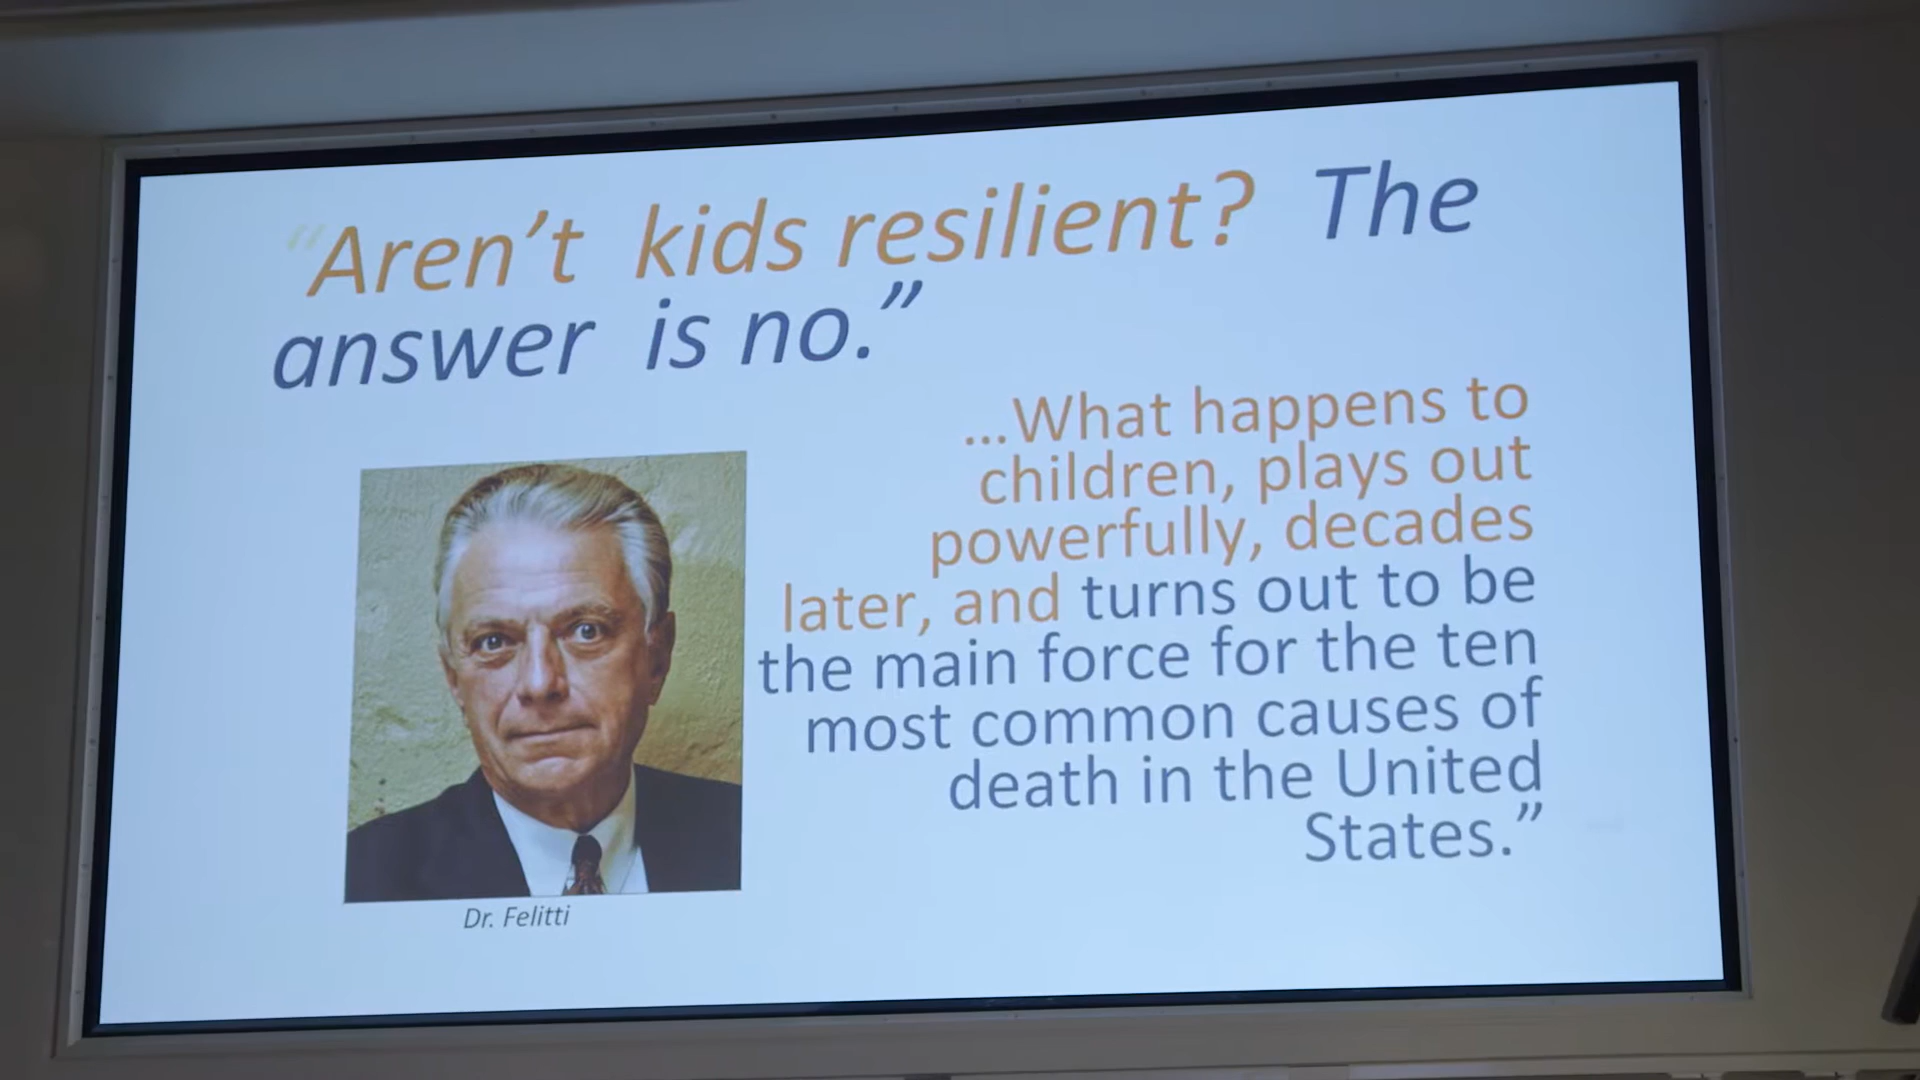 “Aren’t kids resilient? The
answer is no.”
...What happens to
children, plays out
powerfully, decades
later, and turns out to be
the main force for the ten
most common causes of
death in the United
States.”
Dr. Felitti